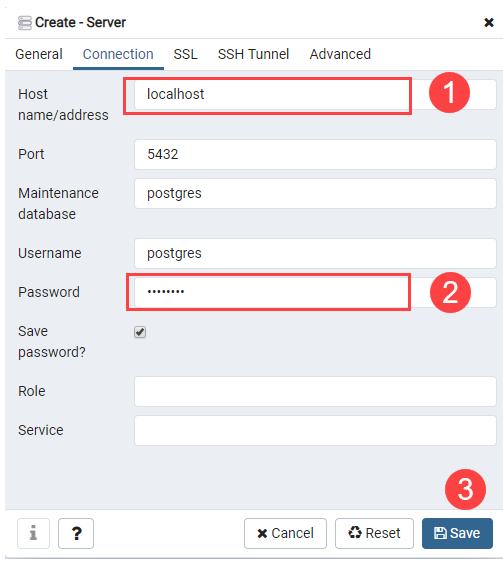 Create - Server
General Connection SSL SSH Tunnel Advanced
Host name/address
localhost
1
Port
5432
Maintenance database
postgres
Username
postgres
Password
••••••••
2
Save password?
Role
Service
3
i ? Cancel Reset Save